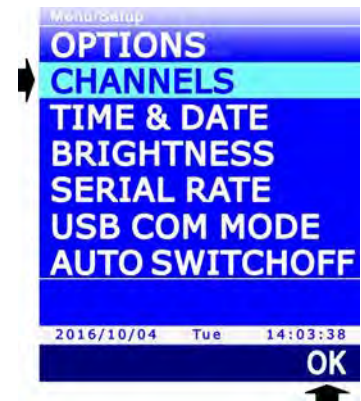 Menu/Setup
OPTIONS
CHANNELS
TIME & DATE
BRIGHTNESS
SERIAL RATE
USB COM MODE
AUTO SWITCHOFF
2016/10/04 Tue 14:03:38
OK